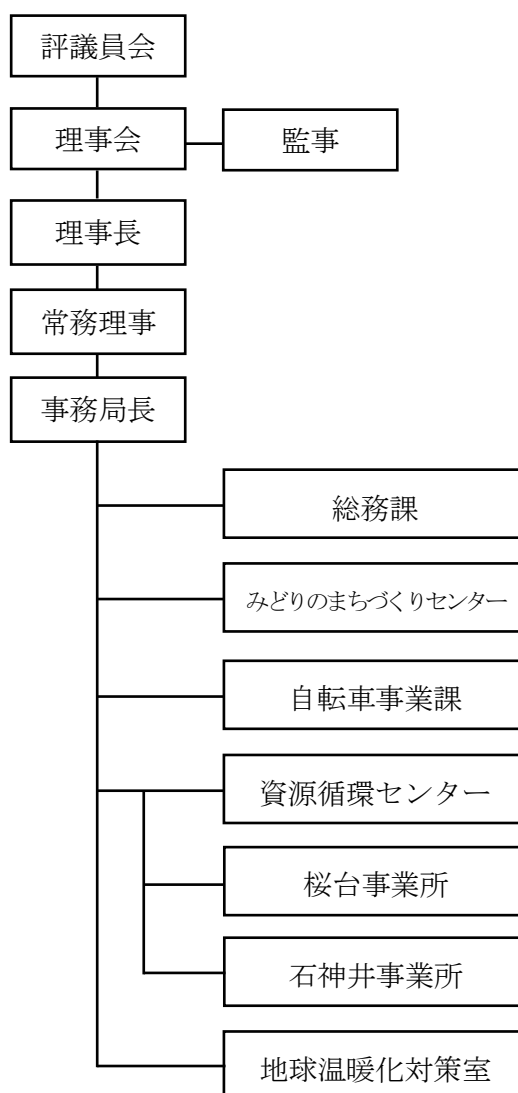 評議員会
理事会
監事
理事長
常務理事
事務局長
総務課
みどりのまちづくりセンター
自転車事業課
資源循環センター
桜台事業所
石神井事業所
地球温暖化対策室